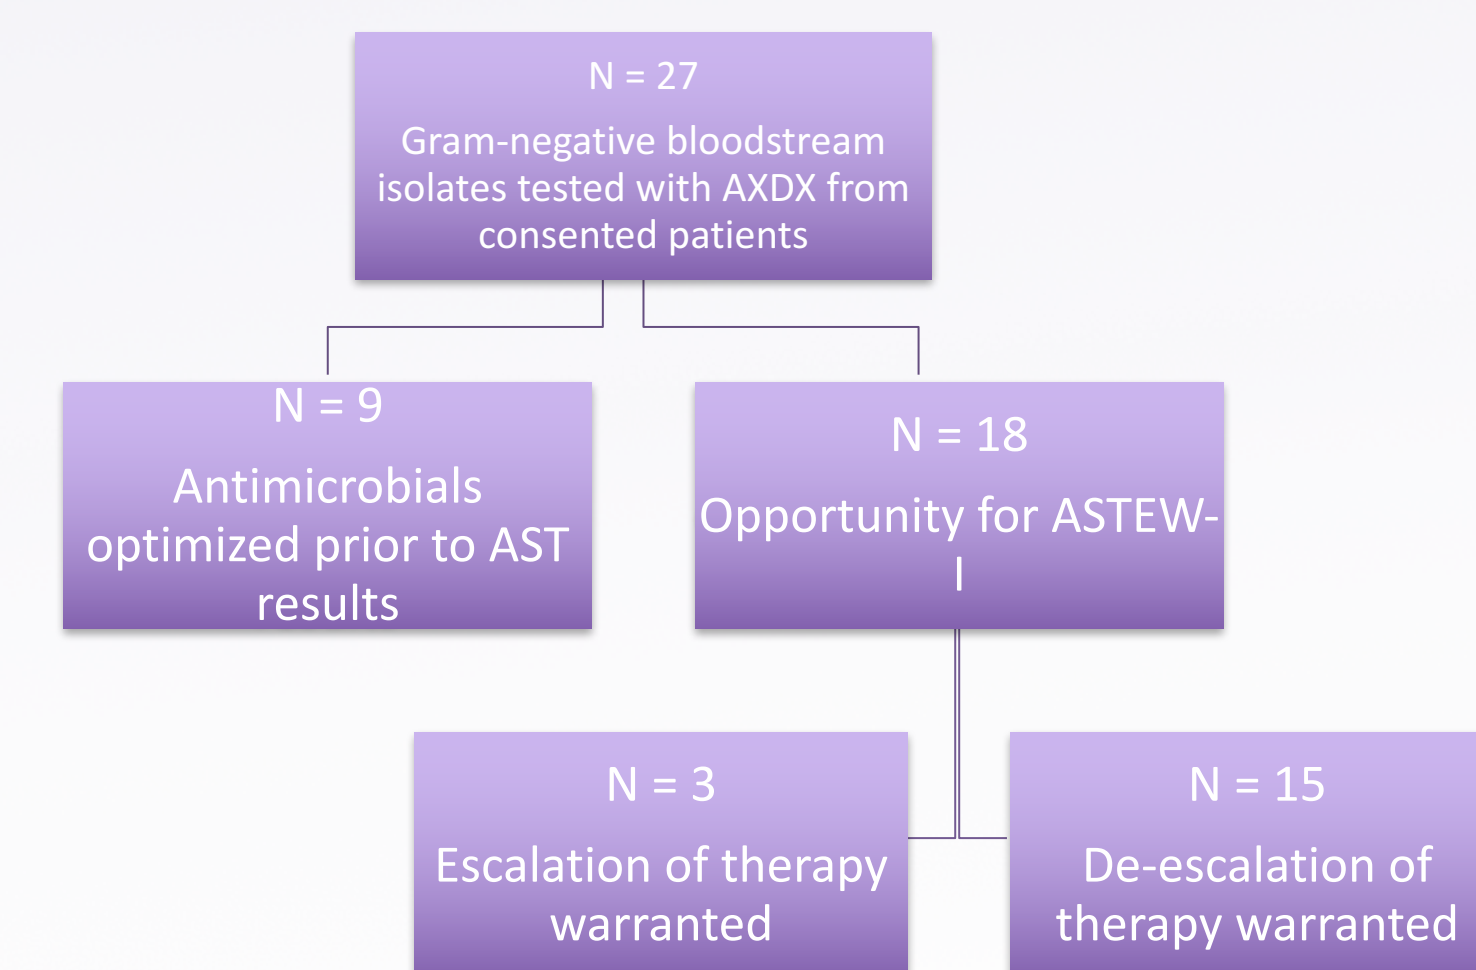 N = 27
Gram-negative bloodstream
isolates tested with AXDX from
consented patients
N = 9
Antimicrobials
optimized prior to AST
results
N = 18
Opportunity for ASTEW-
I
N = 3
Escalation of therapy
warranted
N = 15
De-escalation of
therapy warranted